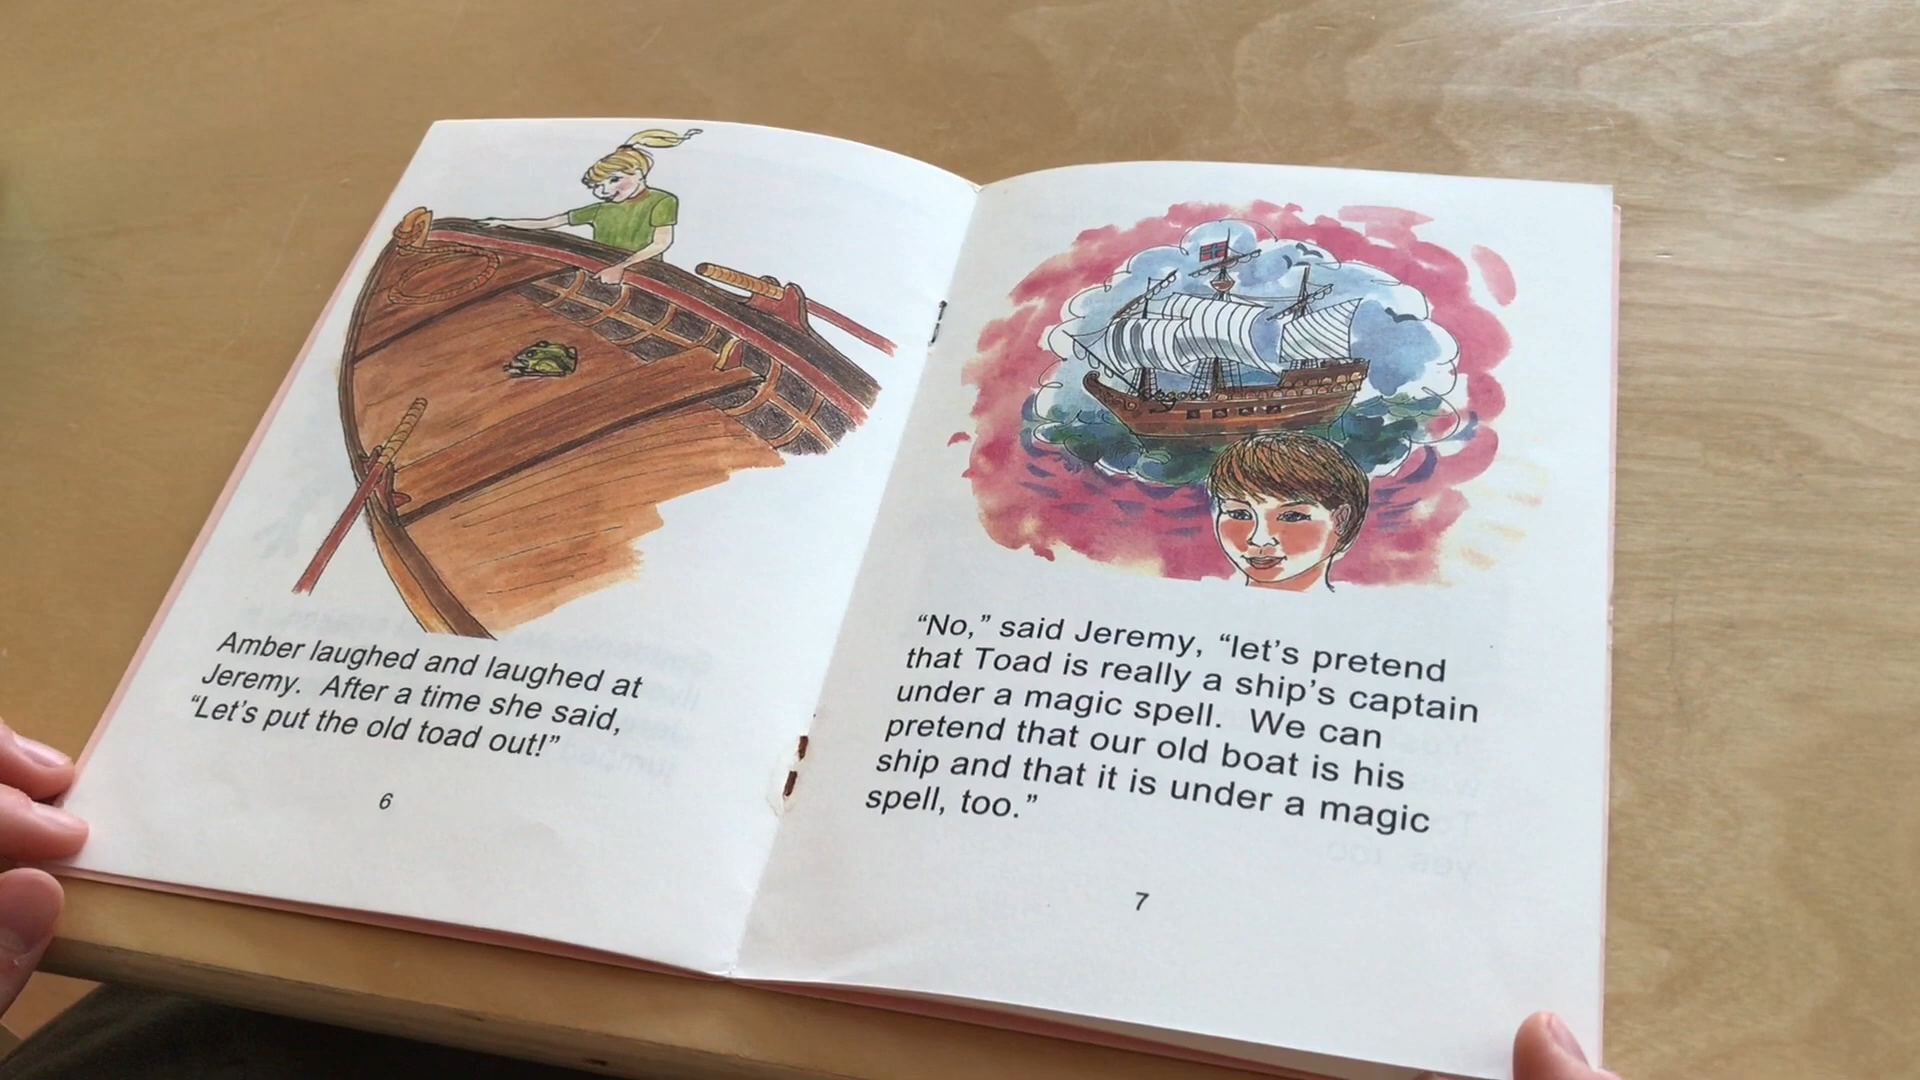 Amber laughed and laughed at
Jeremy. After a time she said,
“Let’s put the old toad out!”
6
“No,” said Jeremy, “let’s pretend
that Toad is really a ship’s captain
under a magic spell. We can
pretend that our old boat is his
ship and that it is under a magic
spell, too.”
7